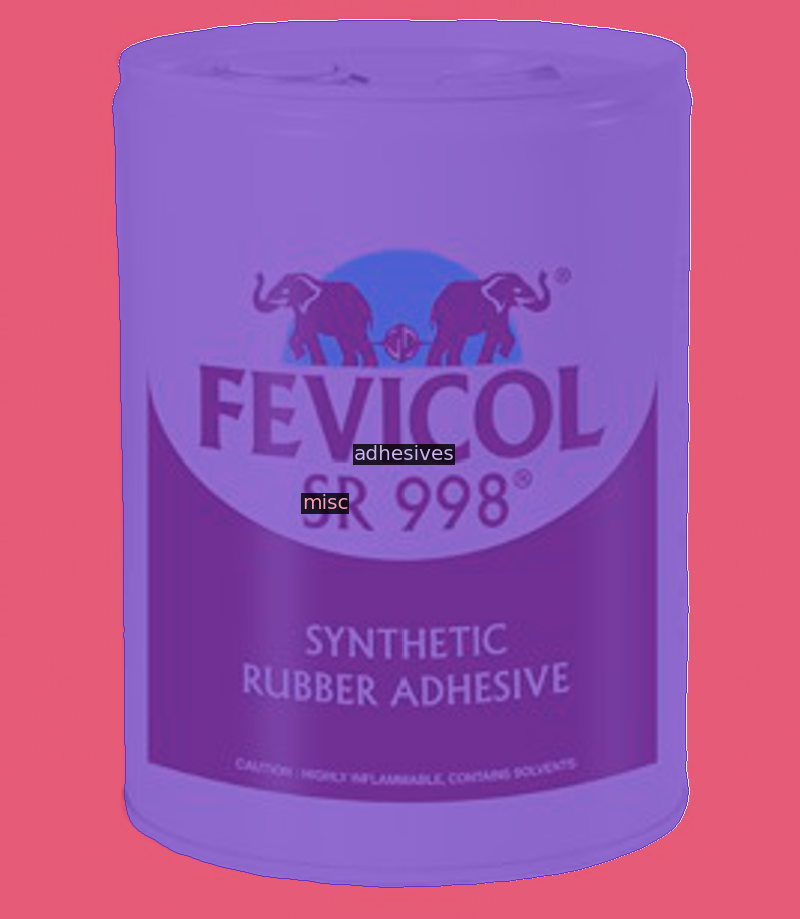 FEVICOL
adhesives
SR 998®
misc
SYNTHETIC
RUBBER ADHESIVE
CAUTION : HIGHLY INFLAMMABLE, CONTAINS SOLVENTS